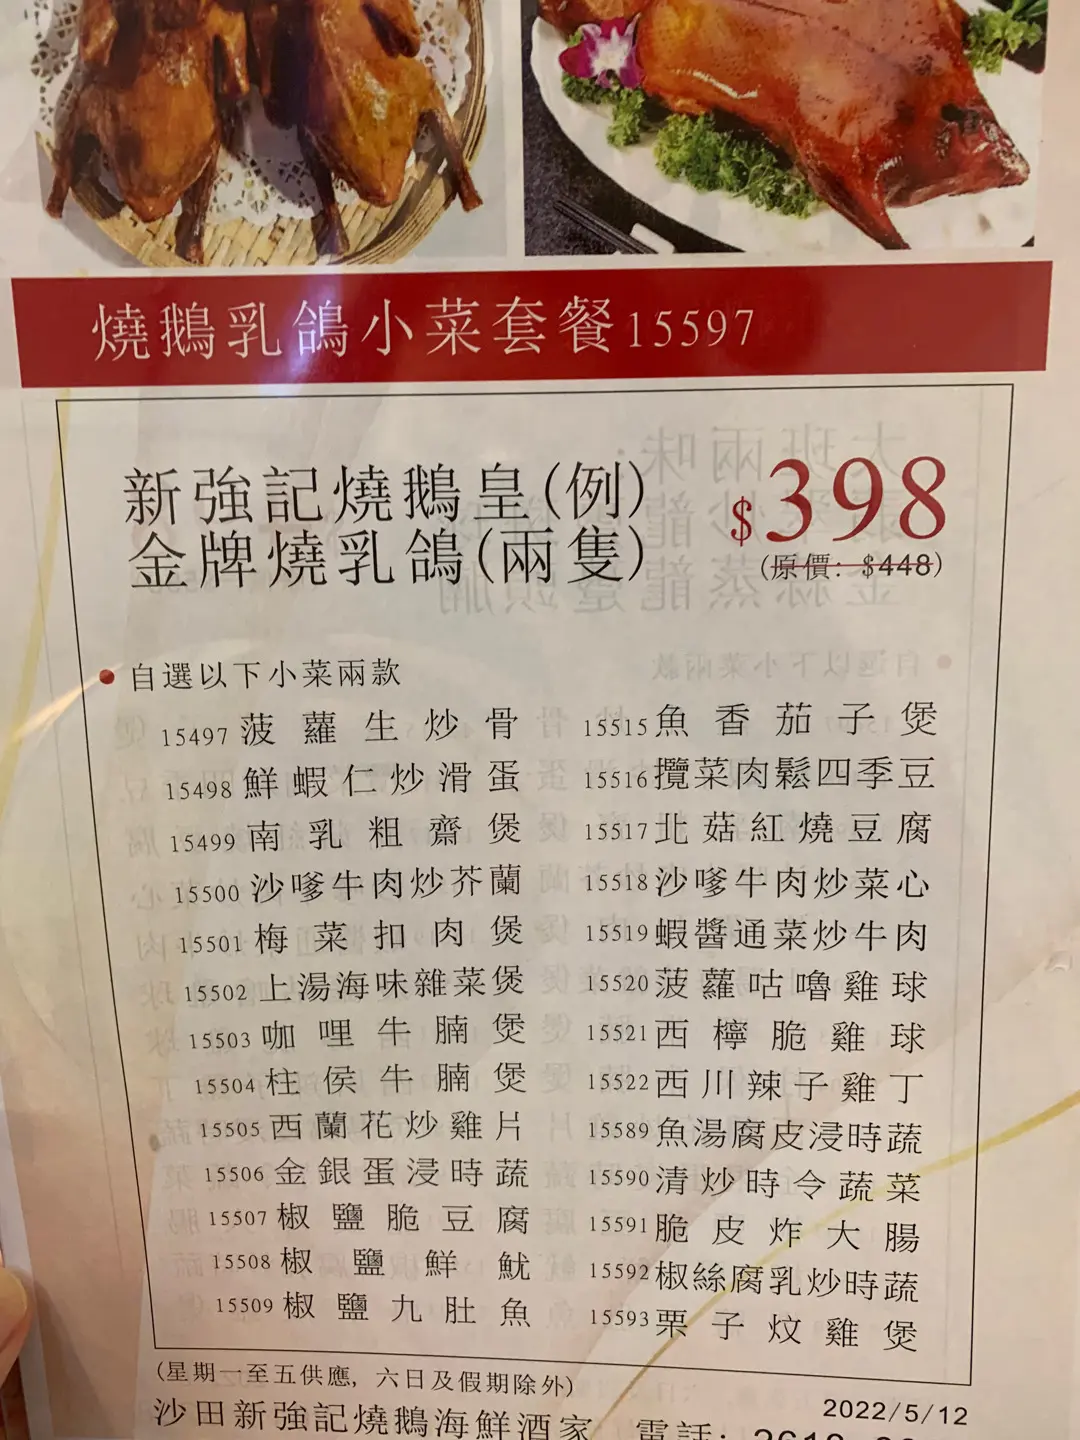 燒鵝乳鴿小菜套餐15597
新強記燒鵝皇(例)
金牌燒乳鴿(兩隻)
$398
(原價: $448)
自選以下小菜兩款
15497 菠蘿生炒骨
15498 鮮蝦仁炒滑蛋
15499 南乳粗齋煲
15500 沙嗲牛肉炒芥蘭
15501 梅菜扣肉煲
15502 上湯海味雜菜煲
15503 咖哩牛腩煲
15504 柱侯牛腩煲
15505 西蘭花炒雞片
15506 金銀蛋浸時蔬
15507 椒鹽脆豆腐
15508 椒鹽鮮魷
15509 椒鹽九肚魚
15515 魚香茄子煲
15516 攬菜肉鬆四季豆
15517 北菇紅燒豆腐
15518 沙嗲牛肉炒菜心
15519 蝦醬通菜炒牛肉
15520 菠蘿咕嚕雞球
15521 西檸脆雞球
15522 西川辣子雞丁
15589 魚湯腐皮浸時蔬
15590 清炒時令蔬菜
15591 脆皮炸大腸
15592 椒絲腐乳炒時蔬
15593 栗子炆雞煲
(星期一至五供應, 六日及假期除外)
2022/5/12
沙田新強記燒鵝海鮮酒家 電話: